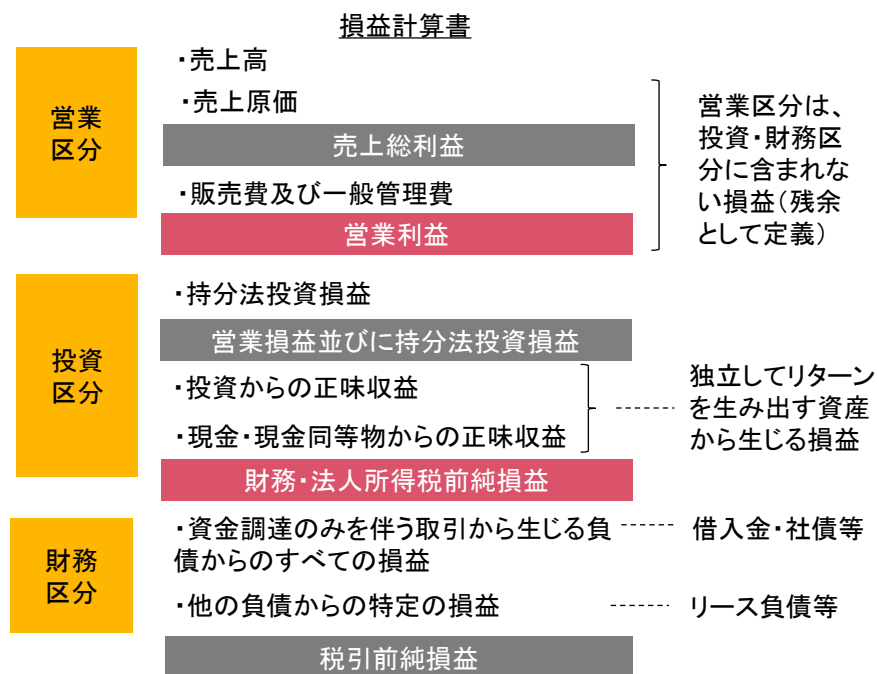 損益計算書
営業
区分
・売上高
・売上原価
売上総利益
・販売費及び一般管理費
営業利益
営業区分は、
投資・財務区
分に含まれな
い損益（残余
として定義）
投資
区分
・持分法投資損益
営業損益並びに持分法投資損益
・投資からの正味収益
・現金・現金同等物からの正味収益
独立してリターン
を生み出す資産
から生じる損益
財務・法人所得税前純損益
財務
区分
・資金調達のみを伴う取引から生じる負
債からのすべての損益
借入金・社債等
・他の負債からの特定の損益
リース負債等
税引前純損益